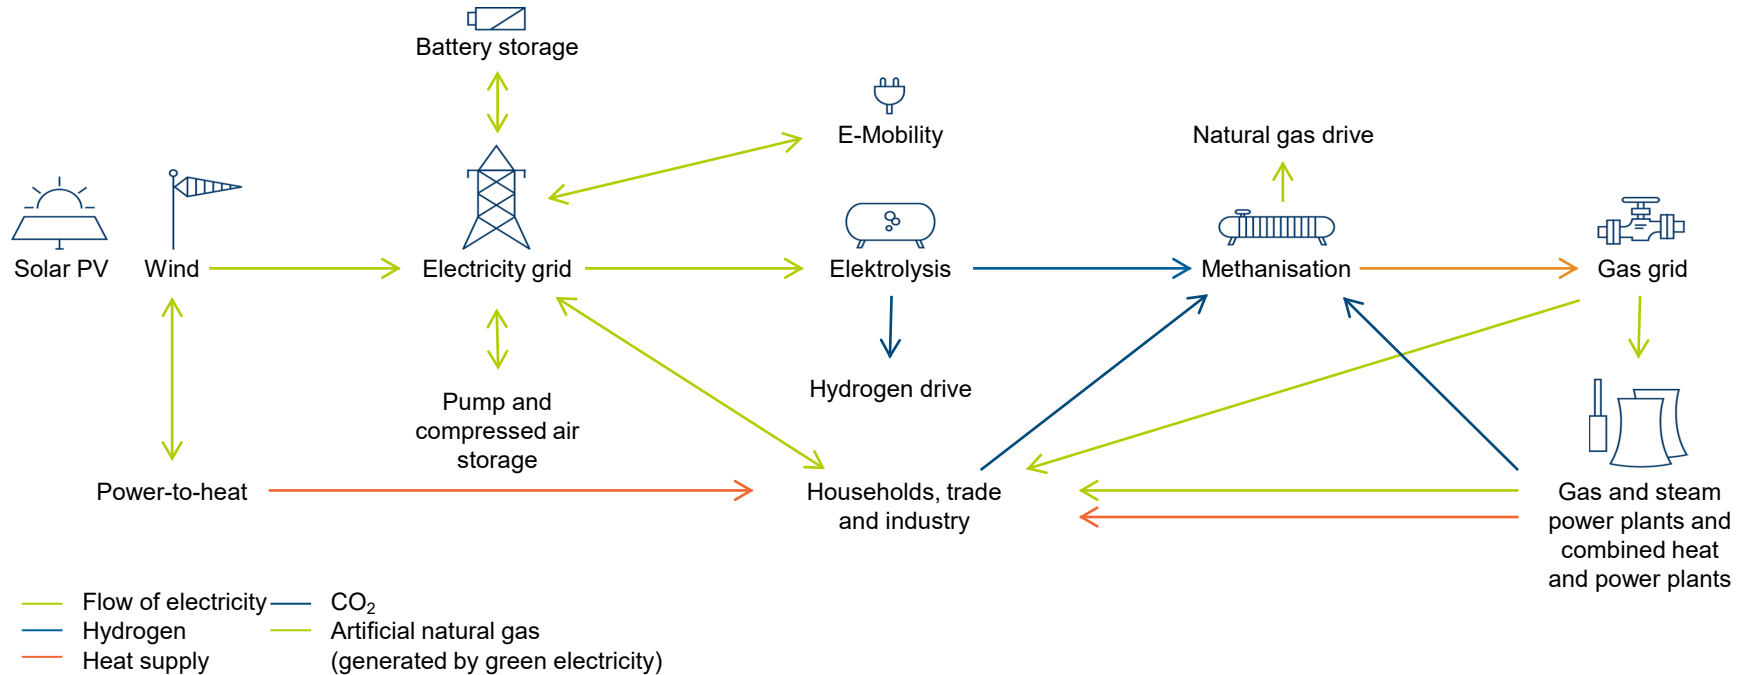 Battery storage
E-Mobility
Natural gas drive
Solar PV
Wind
Electricity grid
Elektrolysis
Methanisation
Gas grid
Hydrogen drive
Pump and
compressed air
storage
Power-to-heat
Households, trade
and industry
Gas and steam
power plants and
combined heat
and power plants
Flow of electricity
Hydrogen
Heat supply
CO₂
Artificial natural gas
(generated by green electricity)